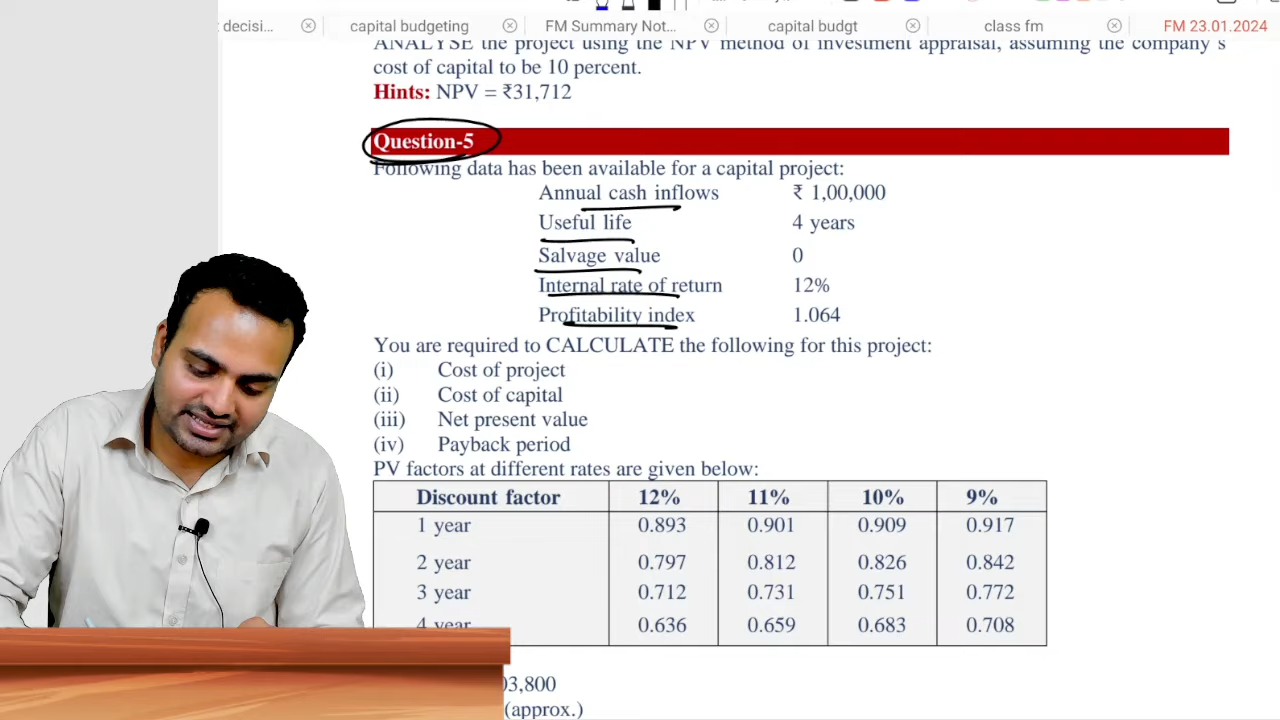 decisi... capital budgeting FM Summary Not... capital budgt class fm FM 23.01.2024
ANALYSE the project using the NPV method of investment appraisal, assuming the company's
cost of capital to be 10 percent.
Hints: NPV = ₹31,712
Question-5
Following data has been available for a capital project:
Annual cash inflows ₹ 1,00,000
Useful life 4 years
Salvage value 0
Internal rate of return 12%
Profitability index 1.064
You are required to CALCULATE the following for this project:
(i) Cost of project
(ii) Cost of capital
(iii) Net present value
(iv) Payback period
PV factors at different rates are given below:
Discount factor 12% 11% 10% 9%
1 year 0.893 0.901 0.909 0.917
2 year 0.797 0.812 0.826 0.842
3 year 0.712 0.731 0.751 0.772
4 year 0.636 0.659 0.683 0.708
03,800
(approx.)